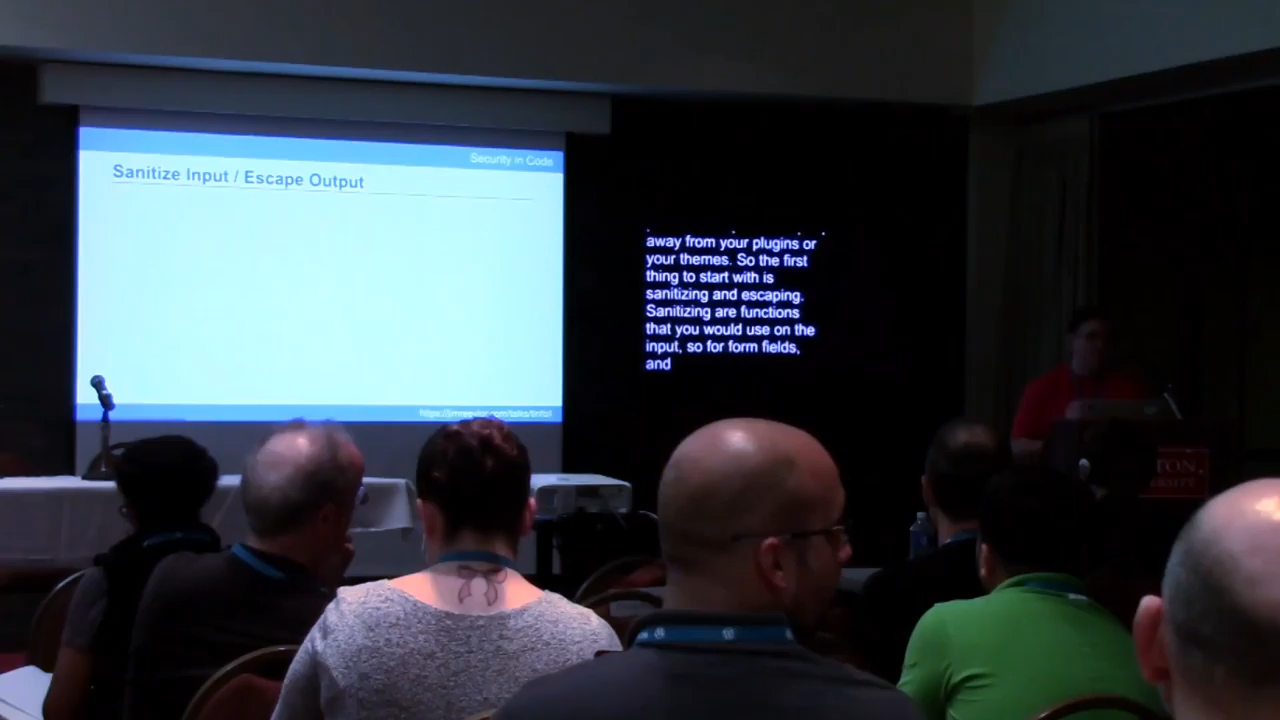 Security in Code
Sanitize Input / Escape Output
away from your plugins or
your themes. So the first
thing to start with is
sanitizing and escaping.
Sanitizing are functions
that you would use on the
input, so for form fields,
and
TON.